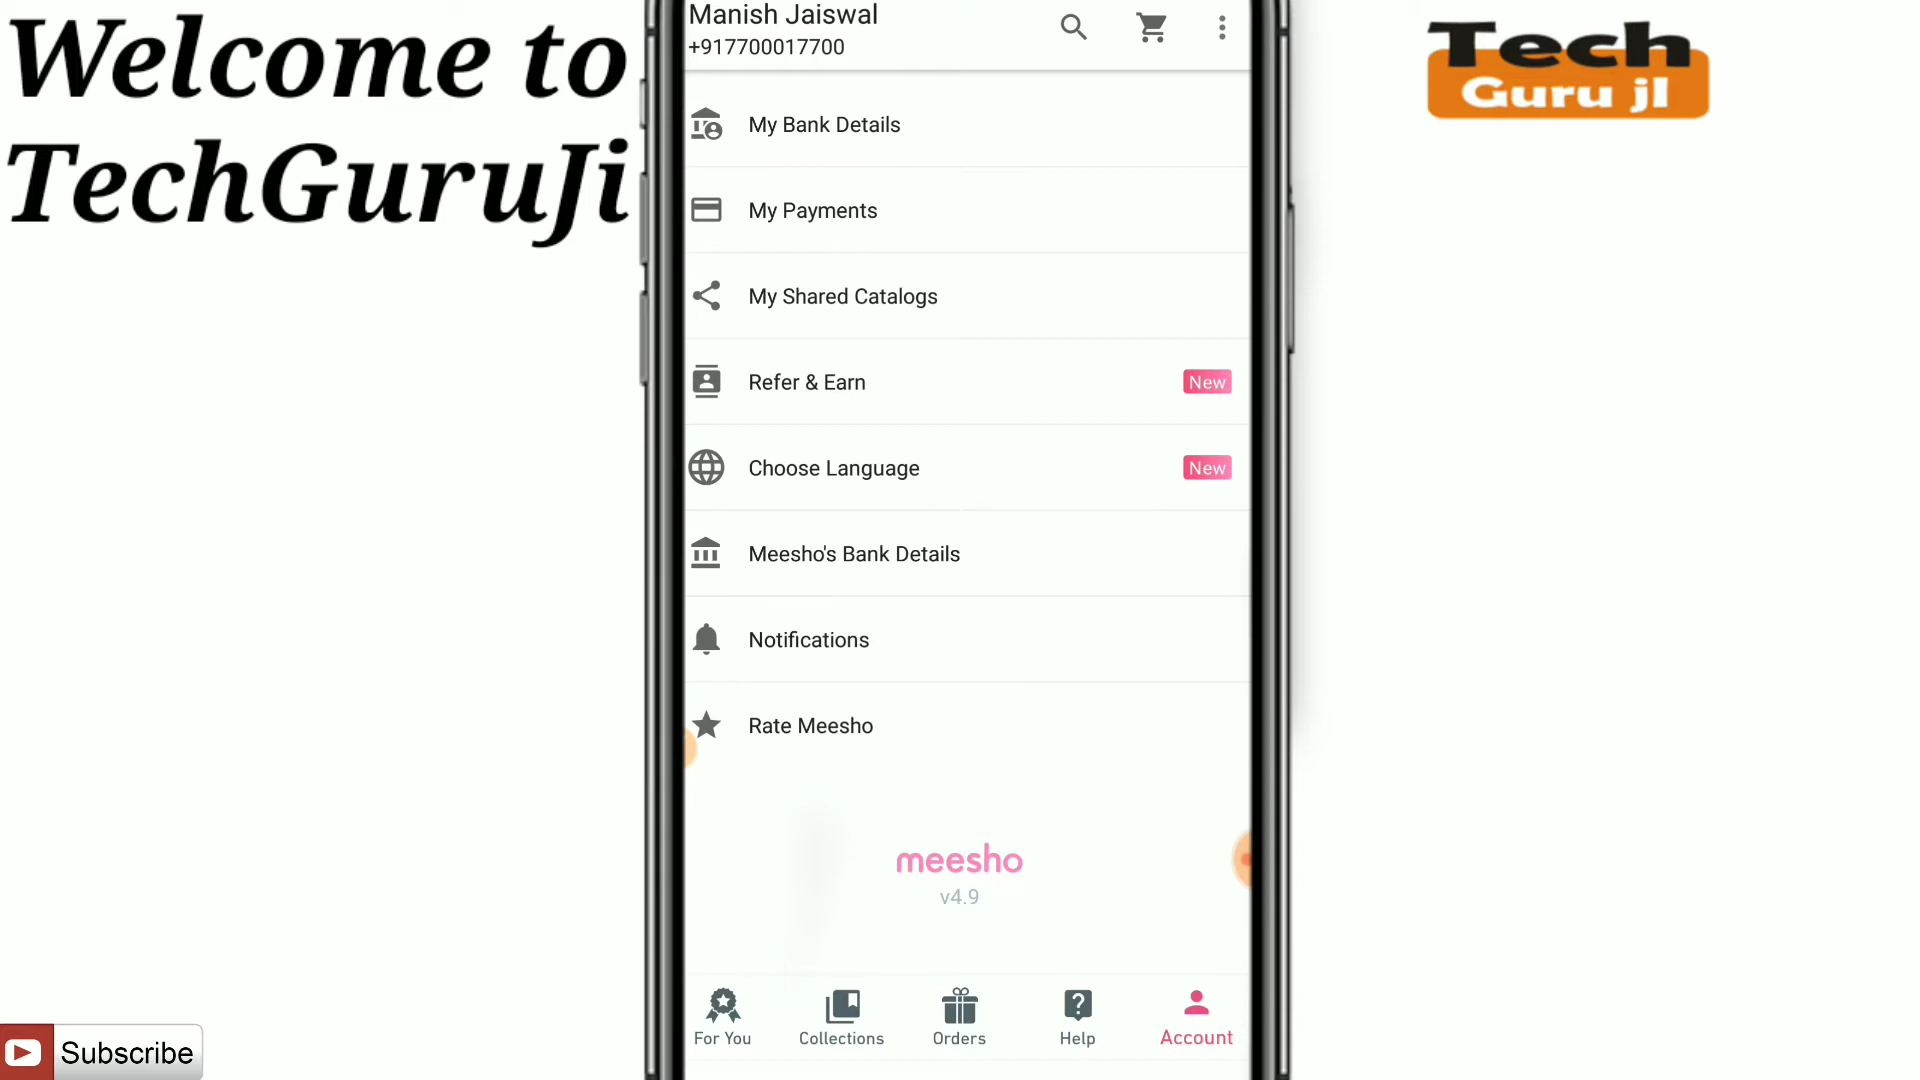 Welcome to
TechGuruJi
Manish Jaiswal
+917700017700
My Bank Details
My Payments
My Shared Catalogs
Refer & Earn
New
Choose Language
New
Meesho's Bank Details
Notifications
Rate Meesho
meesho
v4.9
For You
Collections
Orders
Help
Account
Tech
Guru jI
Subscribe